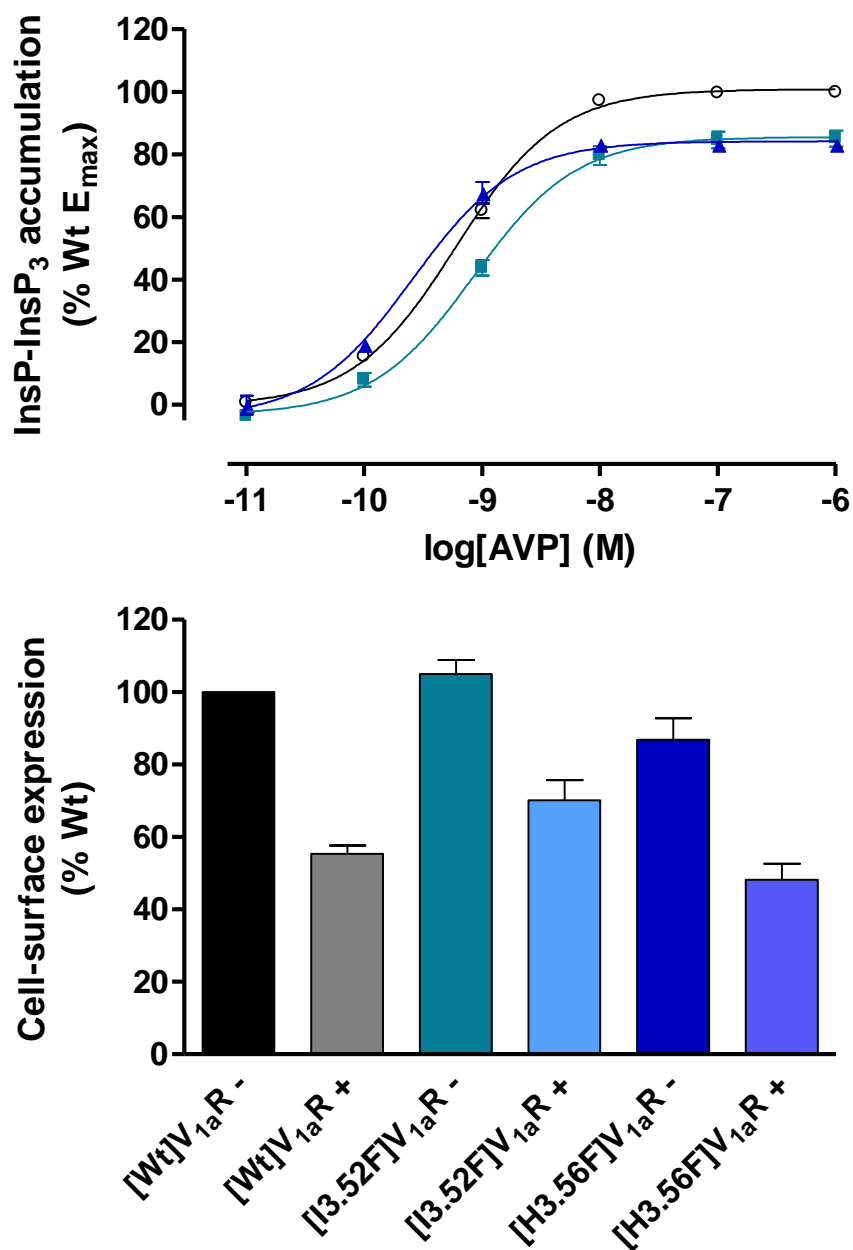 InsP-InsP3 accumulation
(% Wt Emax)
120
100
80
60
40
20
0
-11 -10 -9 -8 -7 -6
log[AVP] (M)
Cell-surface expression
(% Wt)
120
100
80
60
40
20
0
[Wt]V1aR -
[Wt]V1aR +
[I3.52F]V1aR -
[I3.52F]V1aR +
[H3.56F]V1aR -
[H3.56F]V1aR +